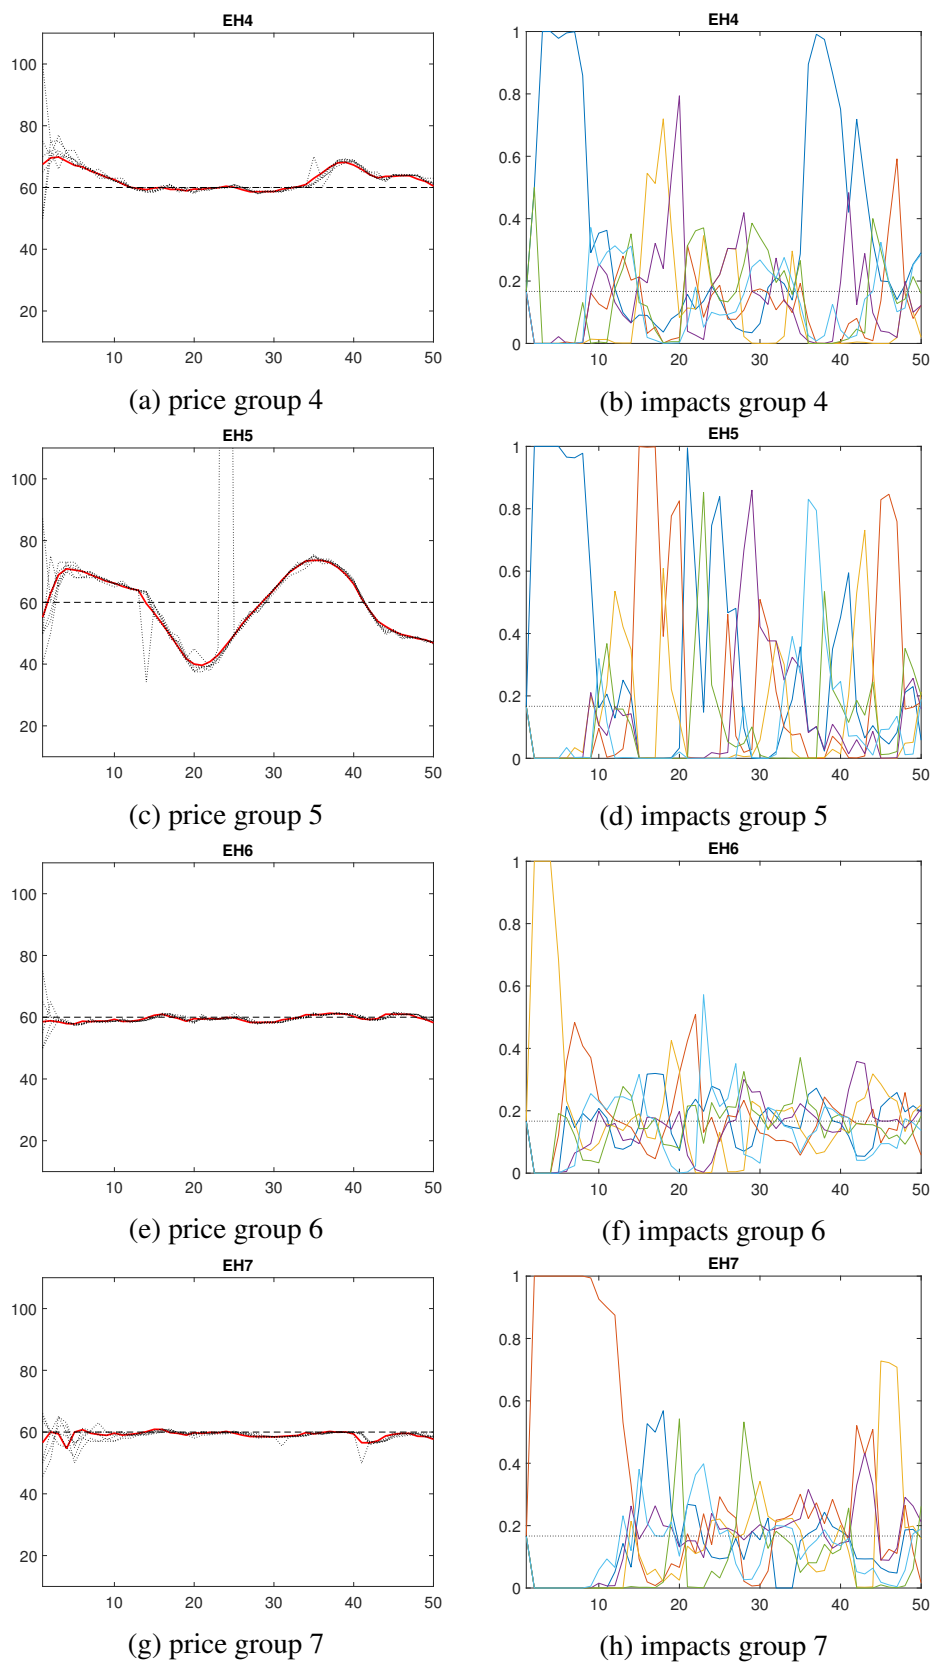 EH4
100
80
60
40
20
10 20 30 40 50
(a) price group 4
EH4
1
0.8
0.6
0.4
0.2
0
10 20 30 40 50
(b) impacts group 4
EH5
100
80
60
40
20
10 20 30 40 50
(c) price group 5
EH5
1
0.8
0.6
0.4
0.2
0
10 20 30 40 50
(d) impacts group 5
EH6
100
80
60
40
20
10 20 30 40 50
(e) price group 6
EH6
1
0.8
0.6
0.4
0.2
0
10 20 30 40 50
(f) impacts group 6
EH7
100
80
60
40
20
10 20 30 40 50
(g) price group 7
EH7
1
0.8
0.6
0.4
0.2
0
10 20 30 40 50
(h) impacts group 7